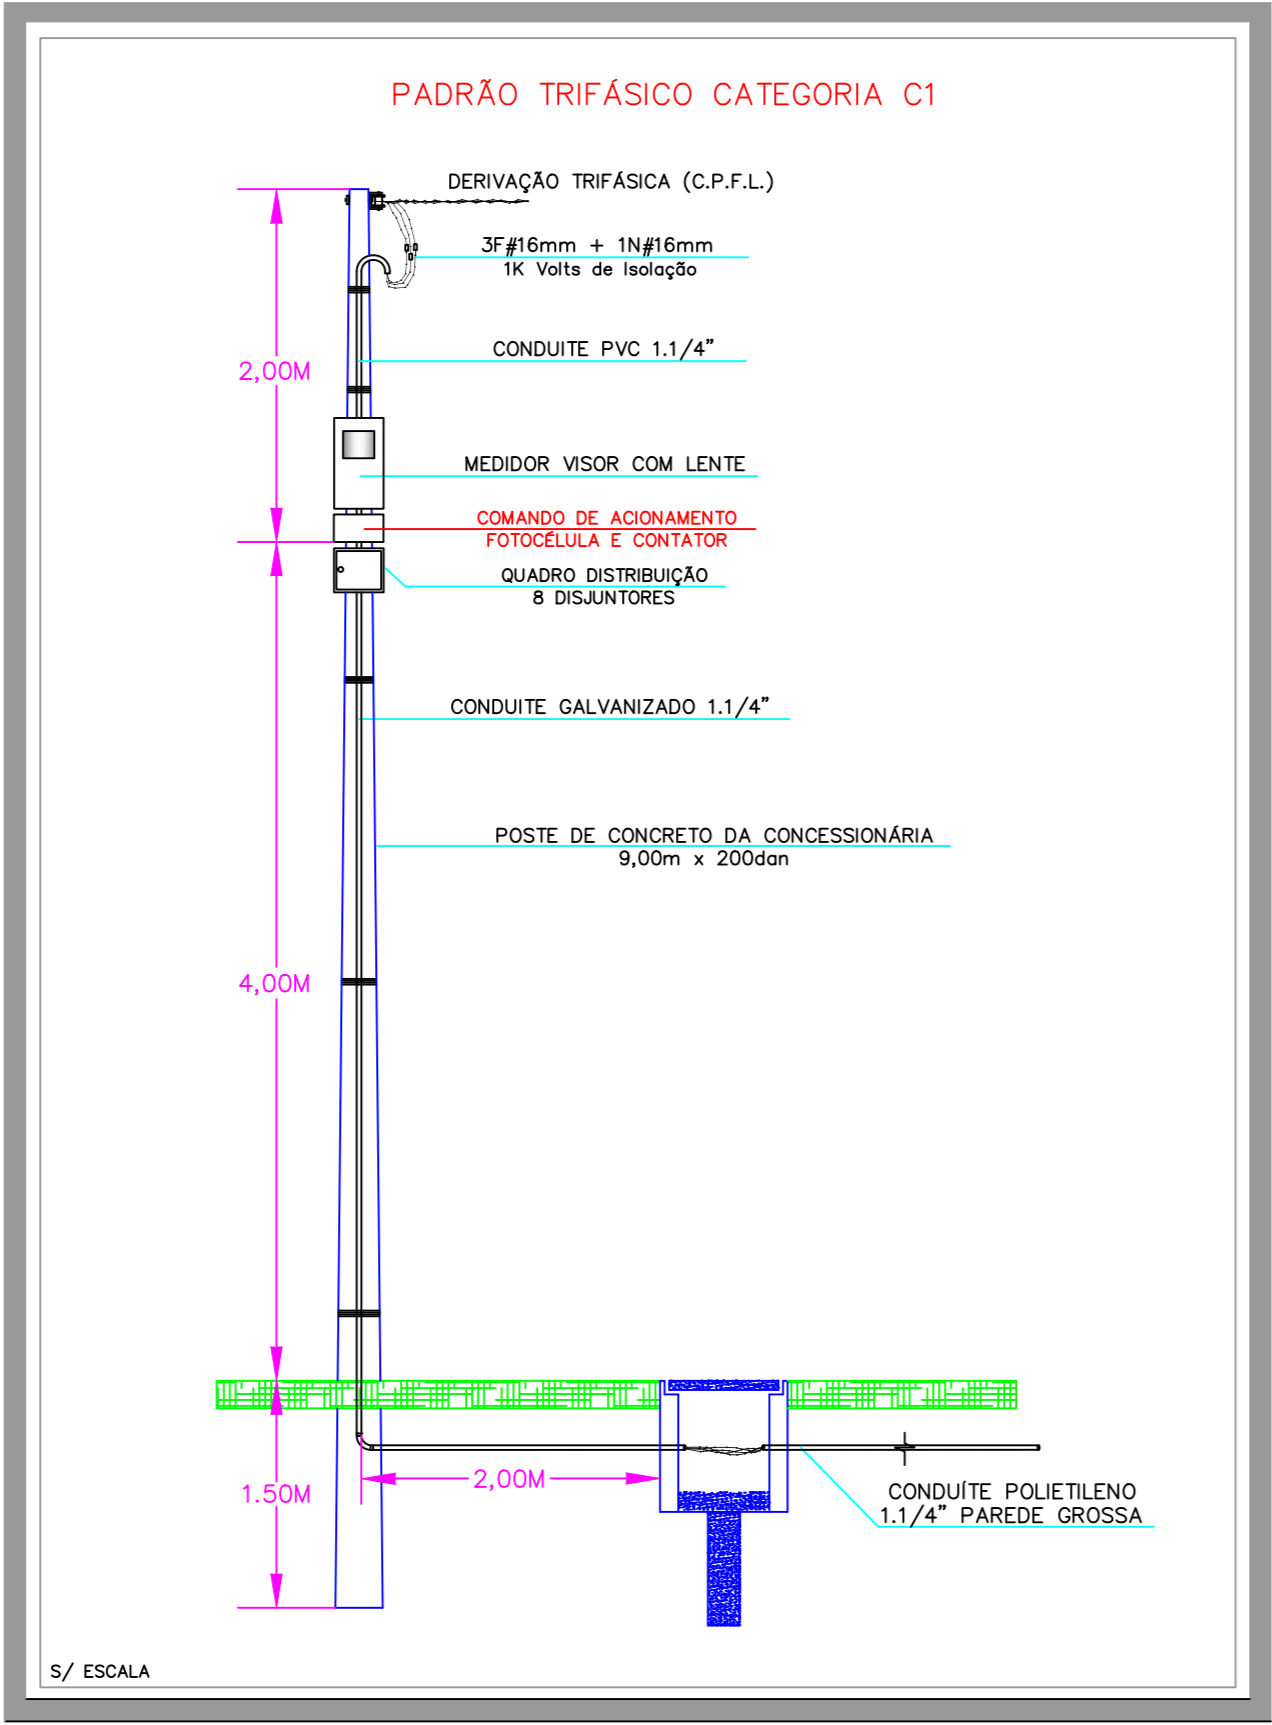 PADRÃO TRIFÁSICO CATEGORIA C1
DERIVAÇÃO TRIFÁSICA (C.P.F.L.)
3F#16mm + 1N#16mm
1K Volts de Isolação
CONDUITE PVC 1.1/4”
2,00M
MEDIDOR VISOR COM LENTE
COMANDO DE ACIONAMENTO
FOTOCÉLULA E CONTATOR
QUADRO DISTRIBUIÇÃO
8 DISJUNTORES
CONDUITE GALVANIZADO 1.1/4”
POSTE DE CONCRETO DA CONCESSIONÁRIA
9,00m x 200dan
4,00M
2,00M
1.50M
CONDUÍTE POLIETILENO
1.1/4” PAREDE GROSSA
S/ ESCALA